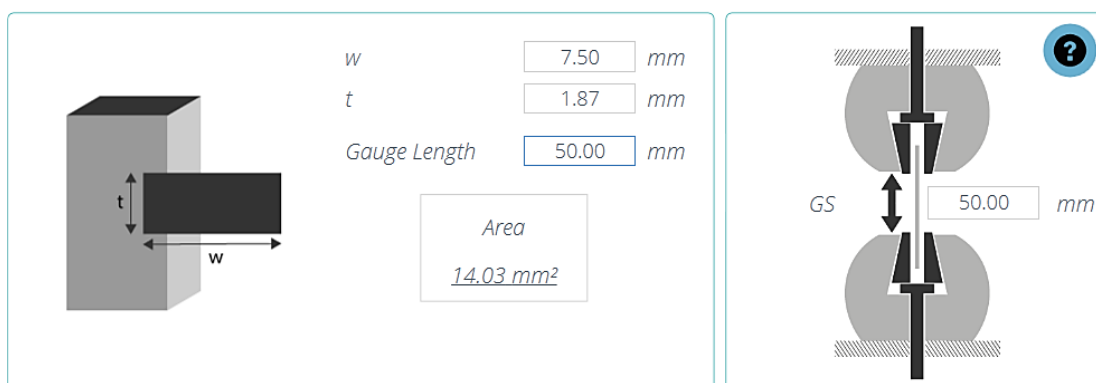 w 7.50 mm
t 1.87 mm
Gauge Length 50.00 mm
t
w
Area
14.03 mm²
?
GS 50.00 mm